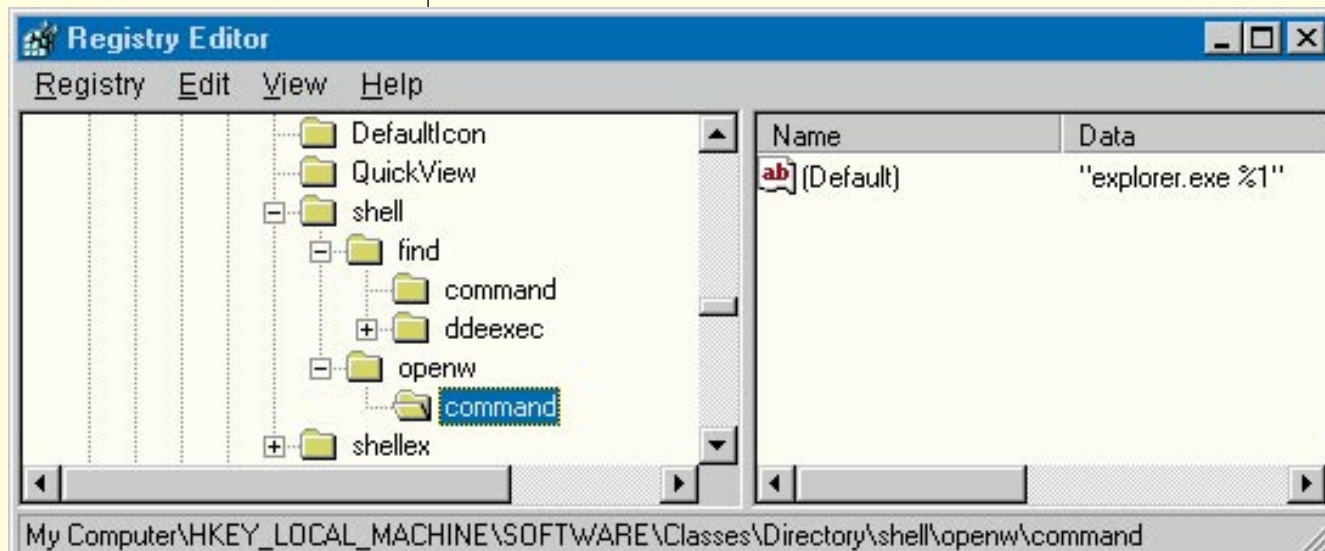 Registry Editor
Registry Edit View Help
DefaultIcon
QuickView
shell
find
command
ddeexec
openw
command
shellex
Name Data
ab (Default) "explorer.exe %1"
My Computer\HKEY_LOCAL_MACHINE\SOFTWARE\Classes\Directory\shell\openw\command